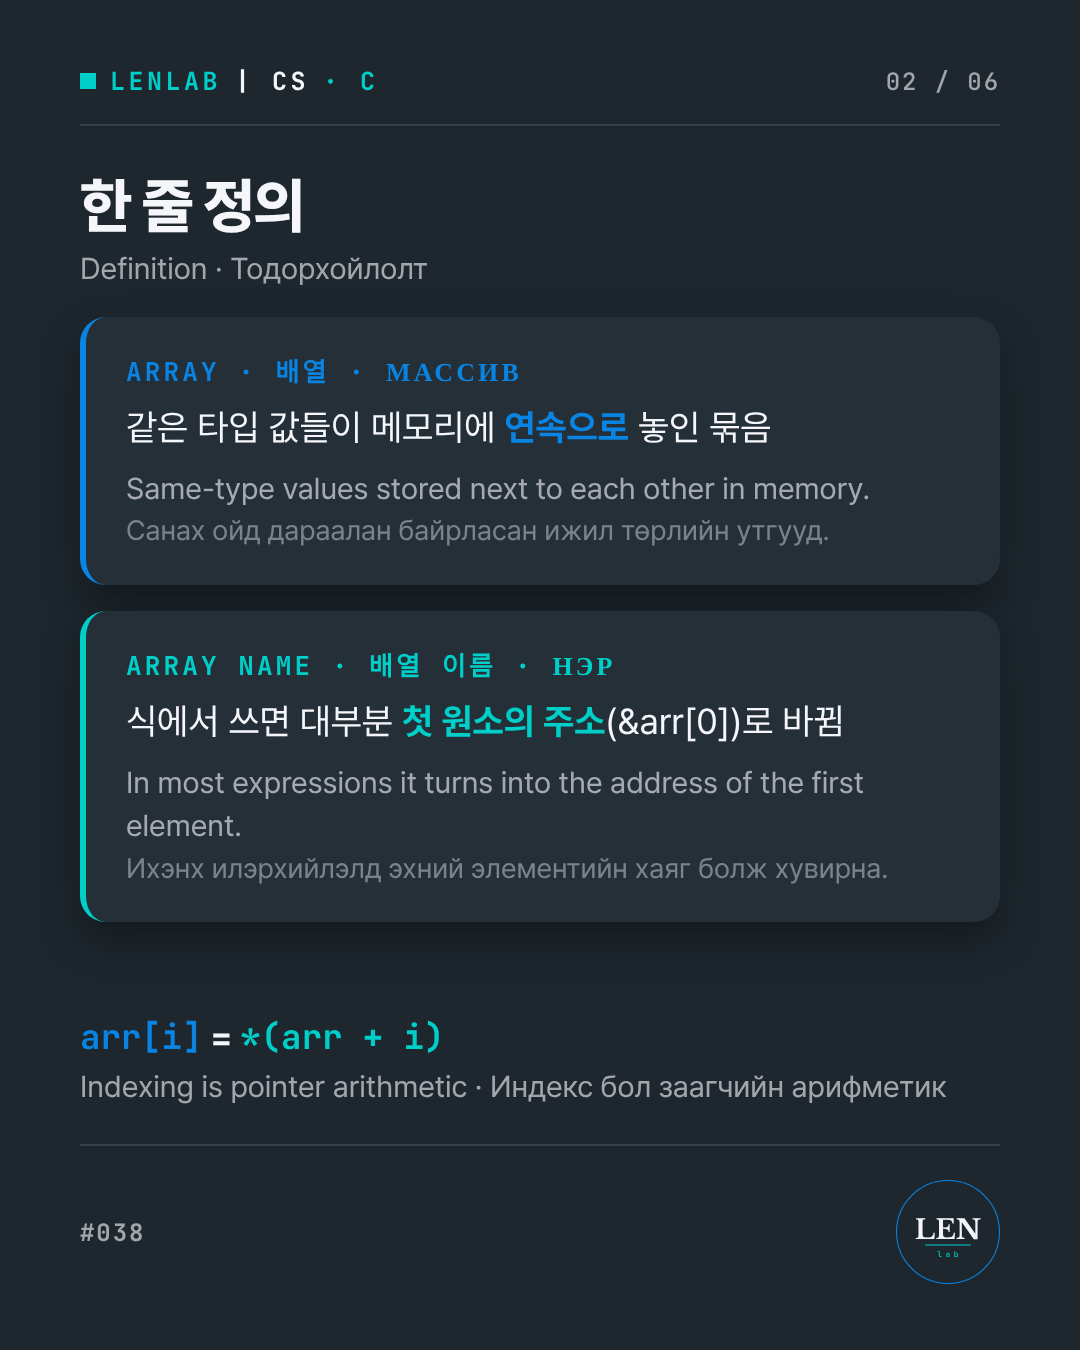 LENLAB | CS · C
02 / 06
한 줄 정의
Definition · Тодорхойлолт
ARRAY · 배열 · МАССИВ
같은 타입 값들이 메모리에 연속으로 놓인 묶음
Same-type values stored next to each other in memory.
Санах ойд дараалан байрласан ижил төрлийн утгууд.
ARRAY NAME · 배열 이름 · НЭР
식에서 쓰면 대부분 첫 원소의 주소(&arr[0])로 바뀜
In most expressions it turns into the address of the first
element.
Ихэнх илэрхийлэлд эхний элементийн хаяг болж хувирна.
arr[i] = *(arr + i)
Indexing is pointer arithmetic · Индекс бол заагчийн арифметик
#038
LEN
lab